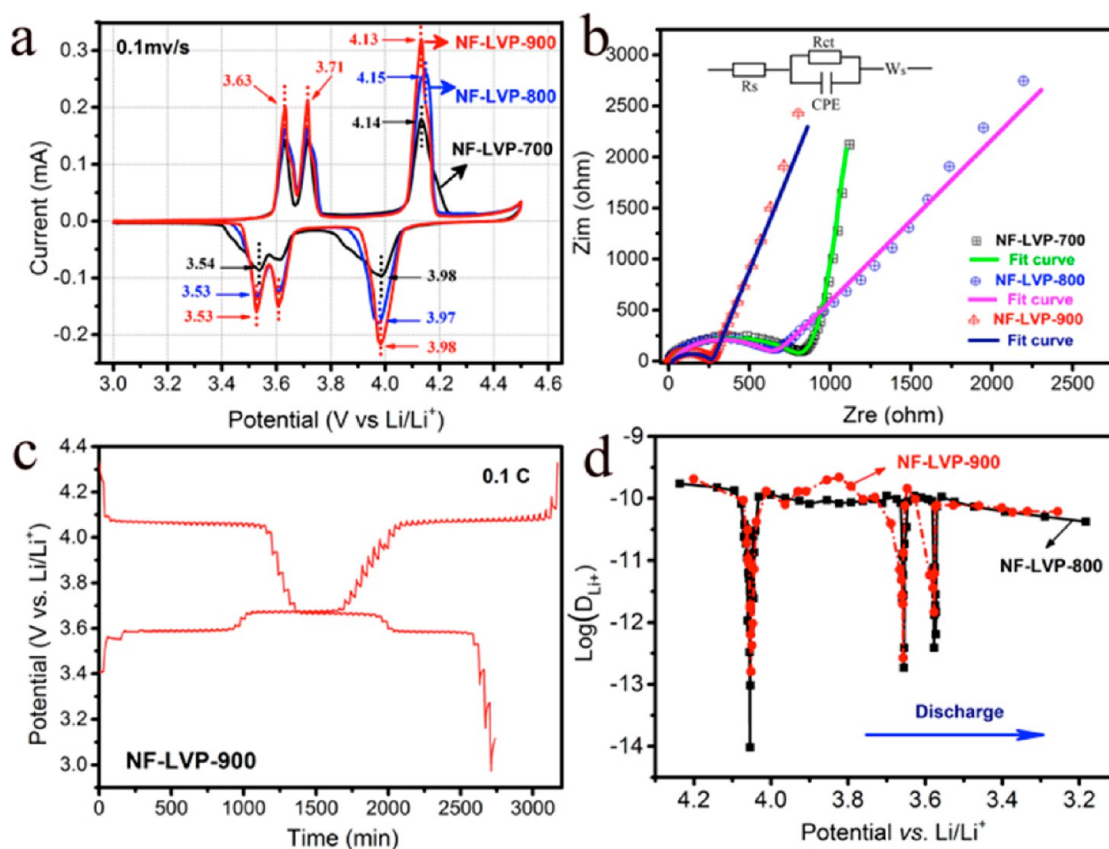 a
0.1mv/s
4.13
NF-LVP-900
3.63
3.71
4.15
NF-LVP-800
4.14
NF-LVP-700
3.54
3.53
3.53
3.98
3.97
3.98
0.3
0.2
0.1
0.0
-0.1
-0.2
Current (mA)
3.0 3.2 3.4 3.6 3.8 4.0 4.2 4.4 4.6
Potential (V vs Li/Li⁺)
b
Rct
Rs
CPE
Ws
NF-LVP-700
Fit curve
NF-LVP-800
Fit curve
NF-LVP-900
Fit curve
3000
2500
2000
1500
1000
500
0
Zim (ohm)
0 500 1000 1500 2000 2500
Zre (ohm)
c
0.1 C
NF-LVP-900
4.4
4.2
4.0
3.8
3.6
3.4
3.2
3.0
Potential (V vs. Li/Li⁺)
0 500 1000 1500 2000 2500 3000
Time (min)
d
NF-LVP-900
NF-LVP-800
Discharge
-9
-10
-11
-12
-13
-14
Log(D_Li+)
4.2 4.0 3.8 3.6 3.4 3.2
Potential vs. Li/Li⁺